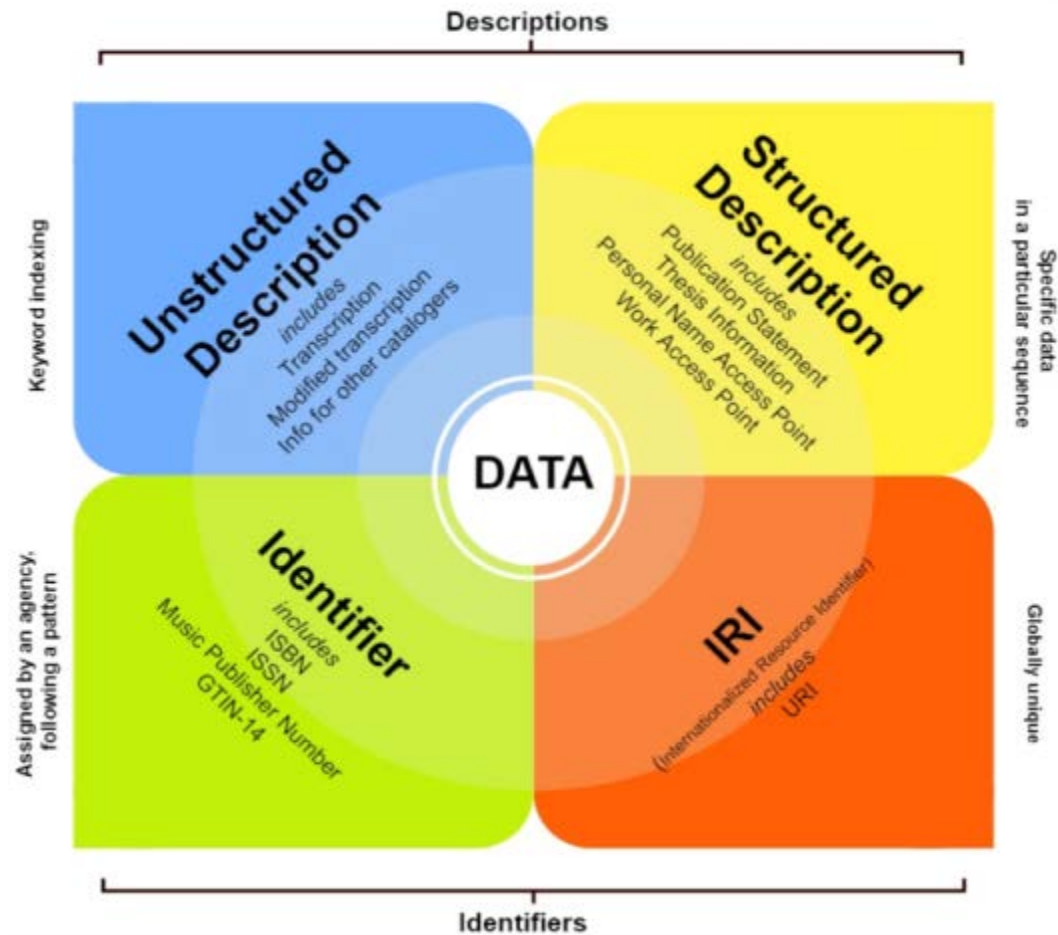 Descriptions
Keyword indexing
Unstructured
Description
includes
Transcription
Modified transcription
Info for other catalogers
Structured
Description
includes
Publication Statement
Thesis Information
Personal Name Access Point
Work Access Point
Specific data
in a particular sequence
DATA
Assigned by an agency,
following a pattern
Identifier
includes
ISBN
ISSN
Music Publisher Number
GTIN-14
IRI
(Internationalized Resource Identifier)
includes
URI
Globally unique
Identifiers